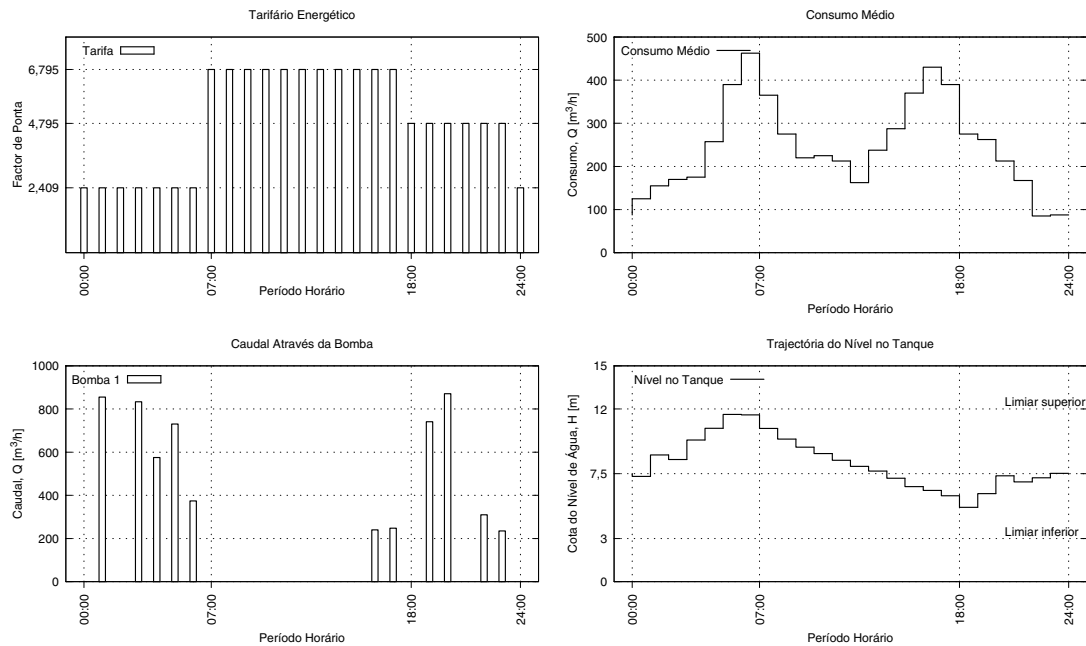 Tarifário Energético
Tarifa
6,795
4,795
2,409
Factor de Ponta
00:00
07:00
18:00
24:00
Período Horário
Consumo Médio
Consumo Médio
500
400
300
200
100
0
Consumo, Q [m³/h]
00:00
07:00
18:00
24:00
Período Horário
Caudal Através da Bomba
Bomba 1
1000
800
600
400
200
0
Caudal, Q [m³/h]
00:00
07:00
18:00
24:00
Período Horário
Trajectória do Nível no Tanque
Nível no Tanque
15
12
7,5
3
0
Limiar superior
Limiar inferior
Cota do Nível de Água, H [m]
00:00
07:00
18:00
24:00
Período Horário